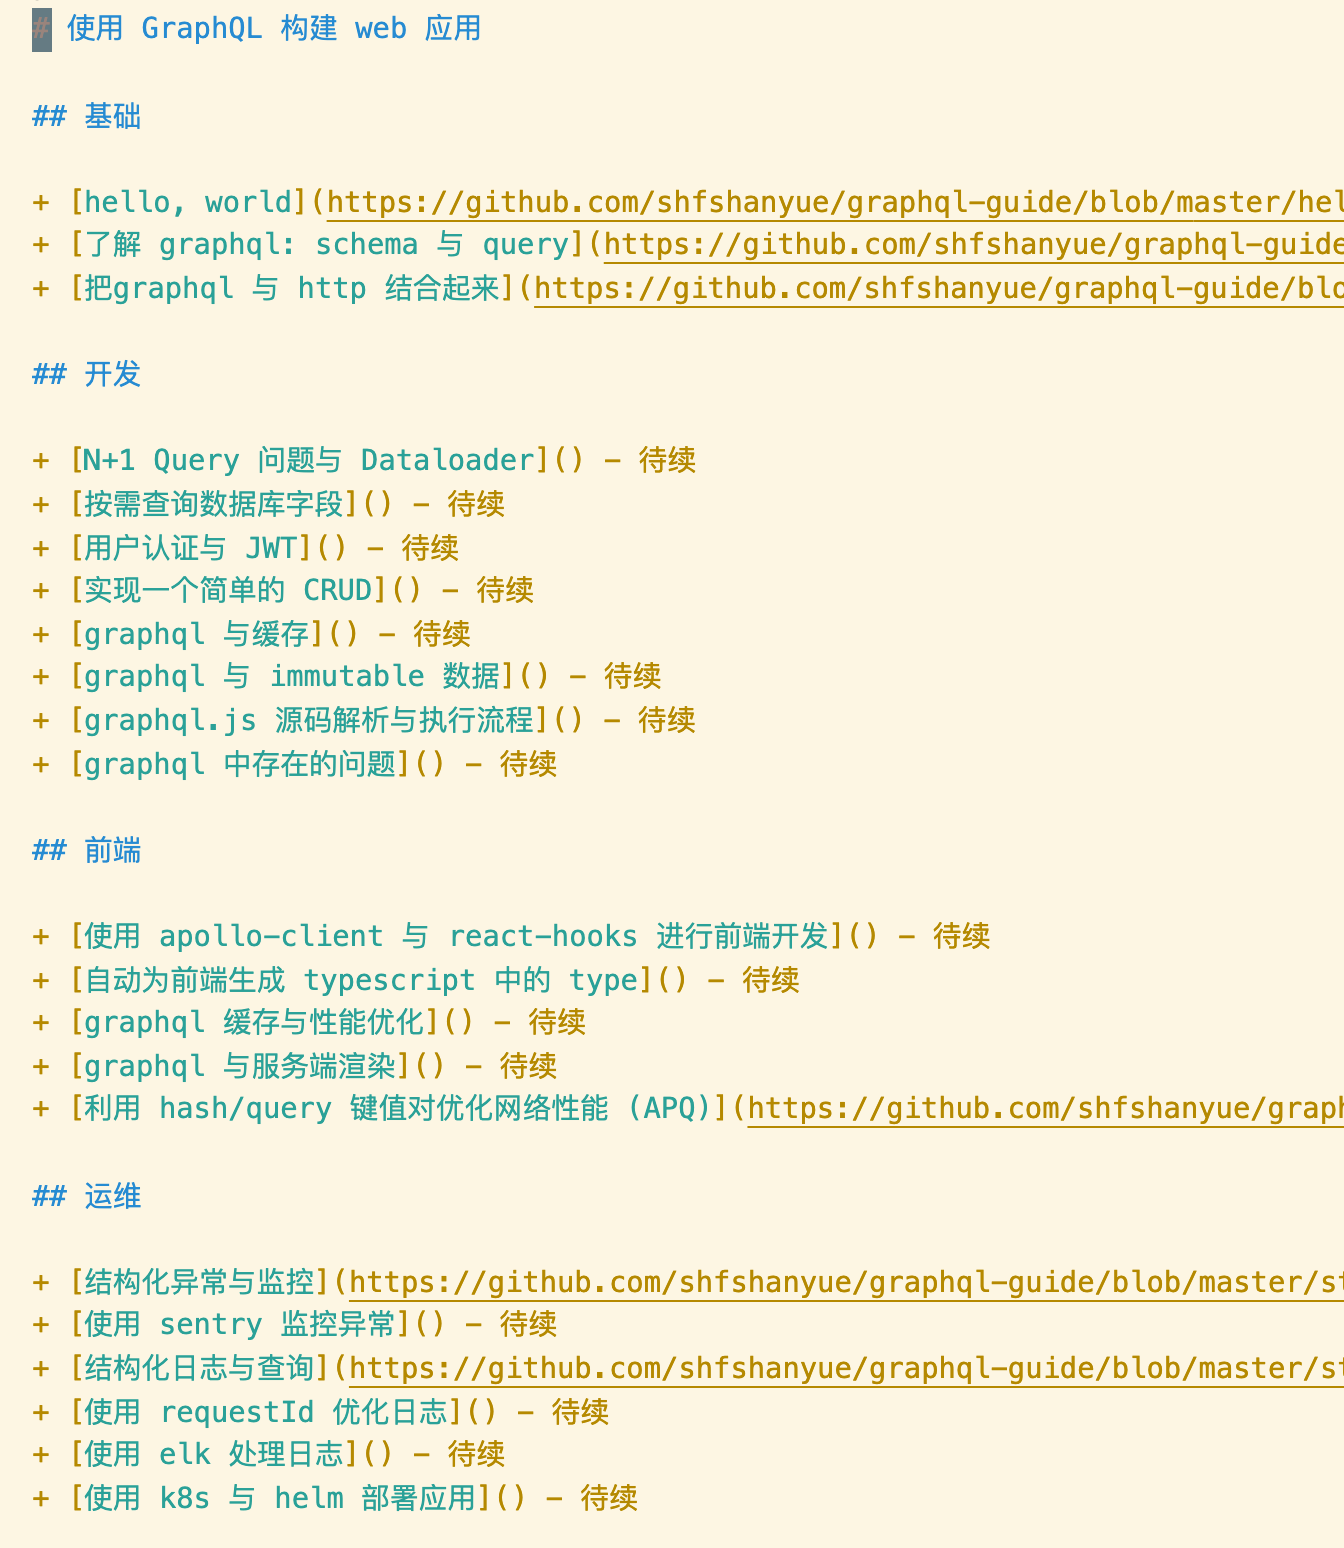 # 使用 GraphQL 构建 web 应用
## 基础
+ [hello, world](https://github.com/shfshanyue/graphql-guide/blob/master/hel
+ [了解 graphql: schema 与 query](https://github.com/shfshanyue/graphql-guide
+ [把graphql 与 http 结合起来](https://github.com/shfshanyue/graphql-guide/blo
## 开发
+ [N+1 Query 问题与 Dataloader]() - 待续
+ [按需查询数据库字段]() - 待续
+ [用户认证与 JWT]() - 待续
+ [实现一个简单的 CRUD]() - 待续
+ [graphql 与缓存]() - 待续
+ [graphql 与 immutable 数据]() - 待续
+ [graphql.js 源码解析与执行流程]() - 待续
+ [graphql 中存在的问题]() - 待续
## 前端
+ [使用 apollo-client 与 react-hooks 进行前端开发]() - 待续
+ [自动为前端生成 typescript 中的 type]() - 待续
+ [graphql 缓存与性能优化]() - 待续
+ [graphql 与服务端渲染]() - 待续
+ [利用 hash/query 键值对优化网络性能 (APQ)](https://github.com/shfshanyue/graph
## 运维
+ [结构化异常与监控](https://github.com/shfshanyue/graphql-guide/blob/master/st
+ [使用 sentry 监控异常]() - 待续
+ [结构化日志与查询](https://github.com/shfshanyue/graphql-guide/blob/master/st
+ [使用 requestId 优化日志]() - 待续
+ [使用 elk 处理日志]() - 待续
+ [使用 k8s 与 helm 部署应用]() - 待续